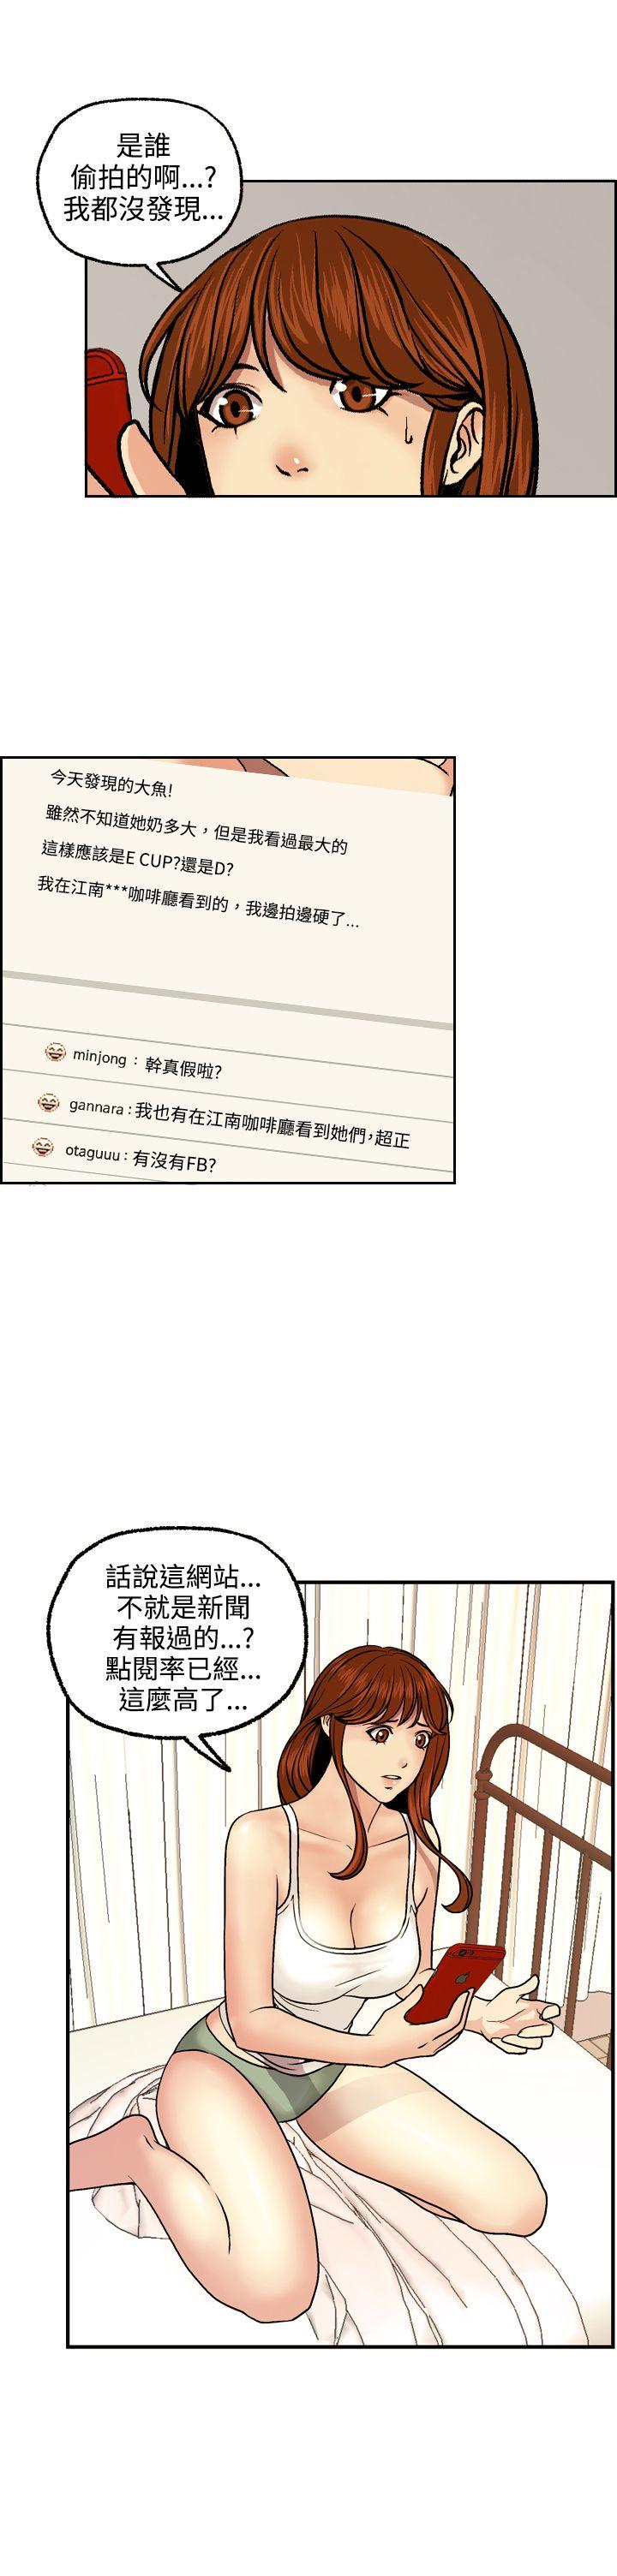 是誰
偷拍的啊...?
我都沒發現...
今天發現的大魚!
雖然不知道她奶多大，但是我看過最大的
這樣應該是E CUP?還是D?
我在江南***咖啡廳看到的，我邊拍邊硬了...
minjong：幹真假啦?
gannara：我也有在江南咖啡廳看到她們，超正
otaguuu：有沒有FB?
話說這網站...
不就是新聞
有報過的...?
點閱率已經...
這麼高了...